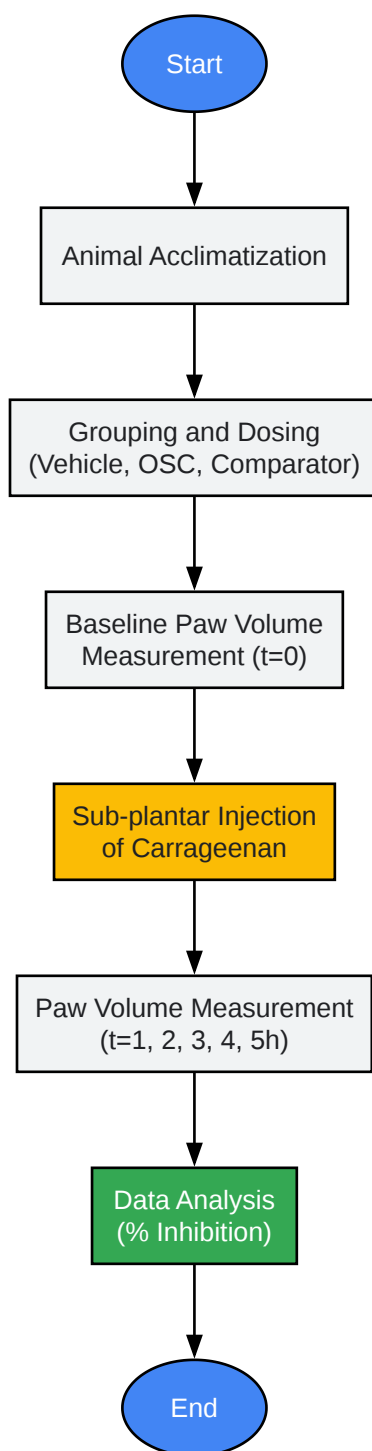 Start
Animal Acclimatization
Grouping and Dosing
(Vehicle, OSC, Comparator)
Baseline Paw Volume
Measurement (t=0)
Sub-plantar Injection
of Carrageenan
Paw Volume Measurement
(t=1, 2, 3, 4, 5h)
Data Analysis
(% Inhibition)
End